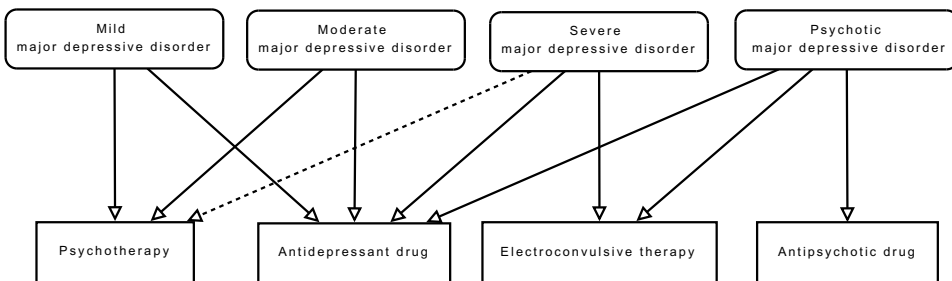 Mild
major depressive disorder
Moderate
major depressive disorder
Severe
major depressive disorder
Psychotic
major depressive disorder
Psychotherapy
Antidepressant drug
Electroconvulsive therapy
Antipsychotic drug